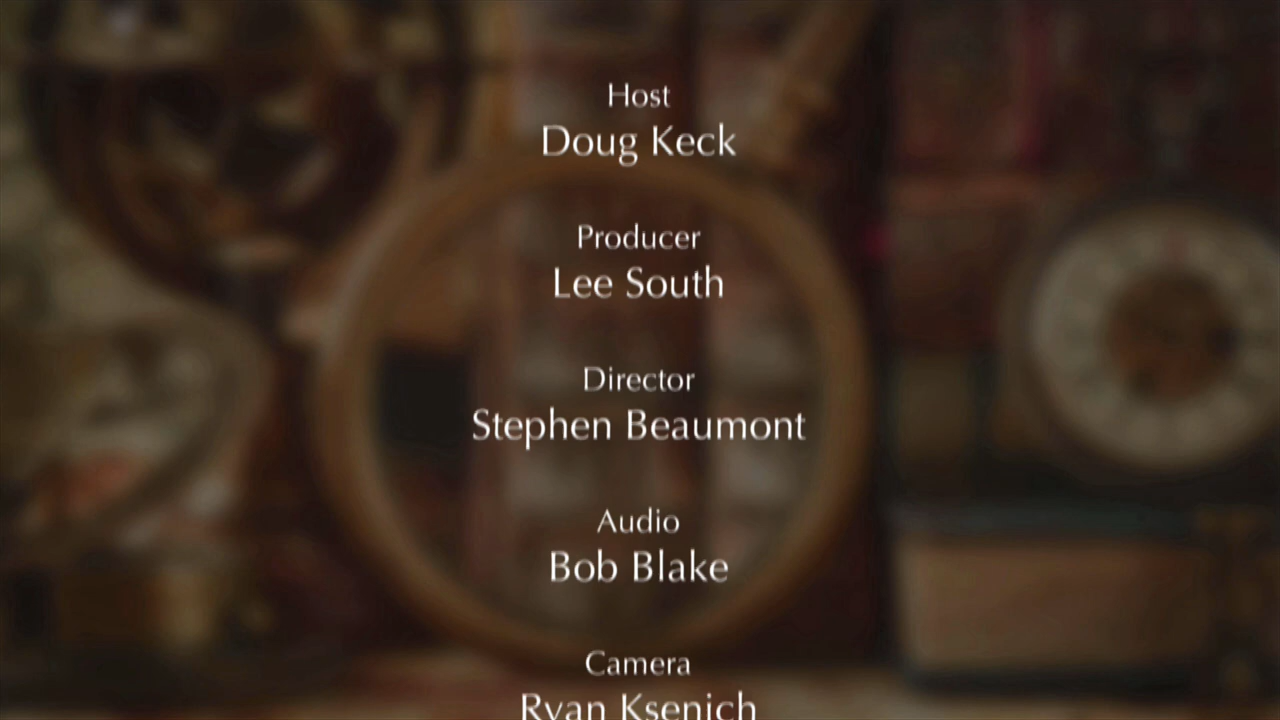 Host
Doug Keck
Producer
Lee South
Director
Stephen Beaumont
Audio
Bob Blake
Camera
Ryan Ksenich